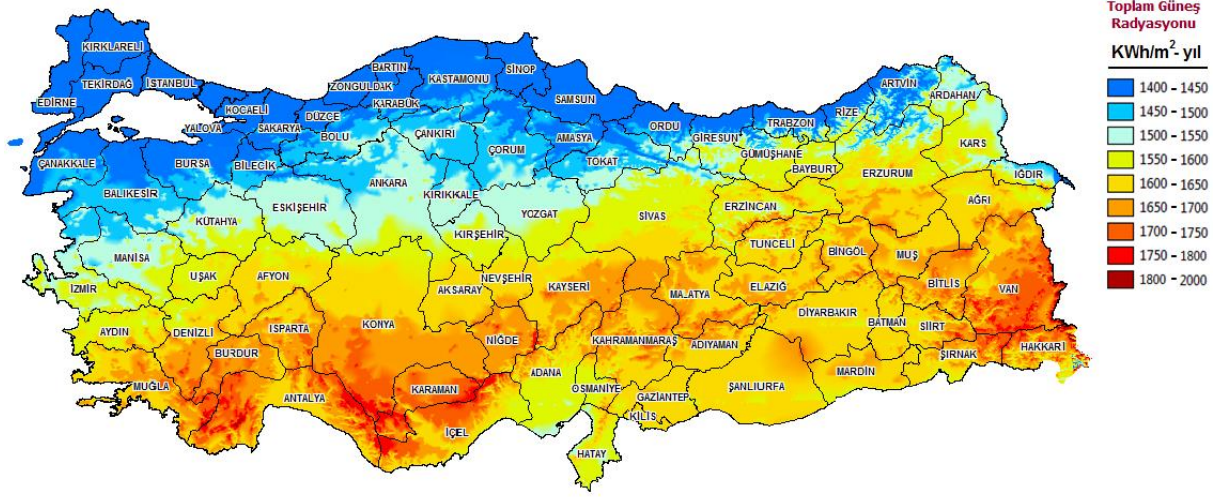 Toplam Güneş
Radyasyonu
KWh/m²- yıl
1400 - 1450
1450 - 1500
1500 - 1550
1550 - 1600
1600 - 1650
1650 - 1700
1700 - 1750
1750 - 1800
1800 - 2000
KIRKLARELİ
TEKİRDAĞ
İSTANBUL
EDİRNE
KOCAELİ
YALOVA
SAKARYA
DÜZCE
BOLU
ZONGULDAK
BARTIN
KARABÜK
KASTAMONU
SİNOP
SAMSUN
ÇANKIRI
ÇORUM
AMASYA
TOKAT
ORDU
GİRESUN
TRABZON
RİZE
ARTVİN
ARDAHAN
GÜMÜŞHANE
BAYBURT
ERZURUM
KARS
IĞDIR
AĞRI
ÇANAKKALE
BALIKESİR
BURSA
BİLECİK
KÜTAHYA
ESKİŞEHİR
ANKARA
KIRIKKALE
YOZGAT
KIRŞEHİR
SİVAS
ERZİNCAN
TUNCELİ
BİNGÖL
MUŞ
MANİSA
İZMİR
UŞAK
AFYON
AKSARAY
NEVŞEHİR
KAYSERİ
MALATYA
ELAZIĞ
BİTLİS
VAN
AYDIN
DENİZLİ
ISPARTA
BURDUR
KONYA
NİĞDE
KAHRAMANMARAŞ
ADIYAMAN
DİYARBAKIR
BATMAN
SİİRT
ŞIRNAK
HAKKARİ
MUĞLA
ANTALYA
KARAMAN
İÇEL
ADANA
OSMANİYE
GAZİANTEP
KİLİS
ŞANLIURFA
MARDİN
HATAY